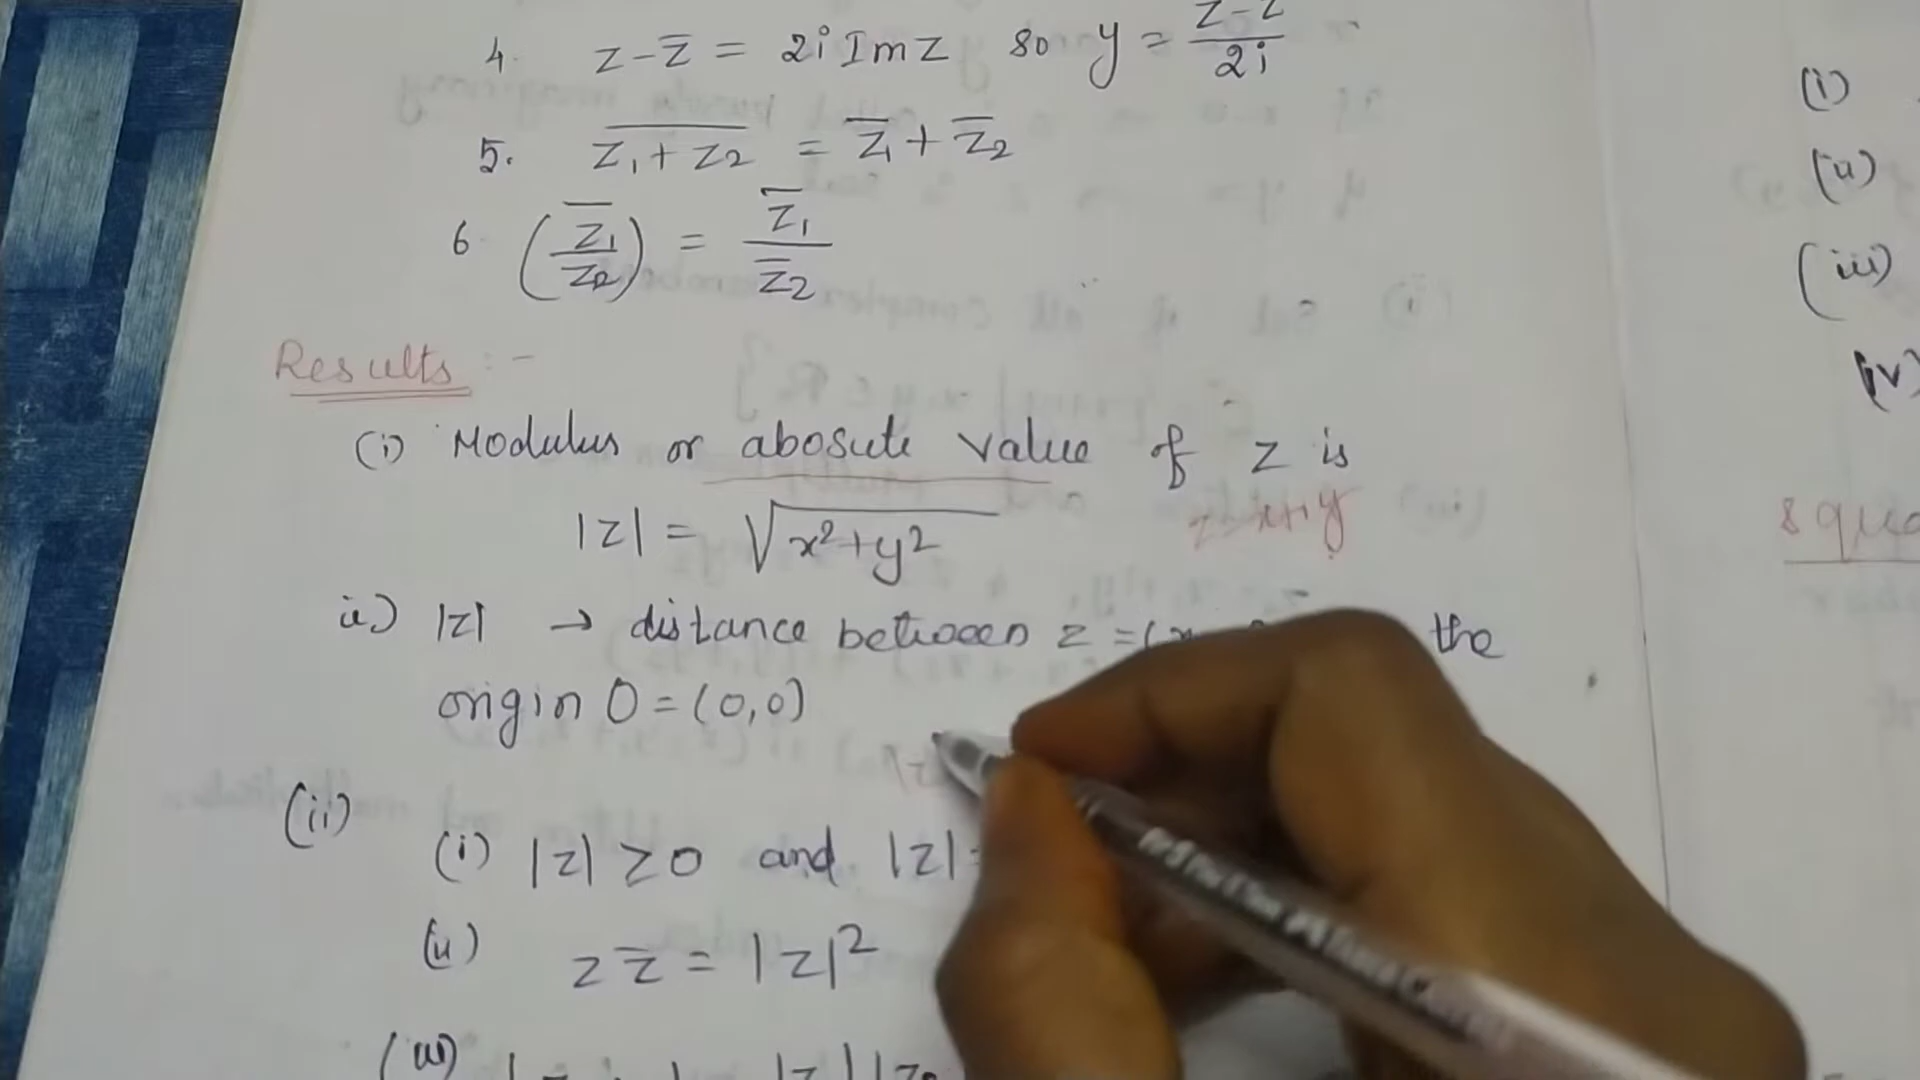 4. z - z̅ = 2i Im z so y = (z - z̅)/2i
5. \overline{z₁ + z₂} = z̅₁ + z̅₂
6. \overline{(z₁/z₂)} = z̅₁/z̅₂
Results :-
(i) Modulus or abosute value of z is
|z| = √(x²+y²) z = x+iy
ii) |z| → distance between z = (x the
origin O = (0,0)
(ii)
(i) |z| ≥ 0 and |z| =
(ii) z z̅ = |z|²
(iii)
(i)
(ii)
(iii)
(iv)